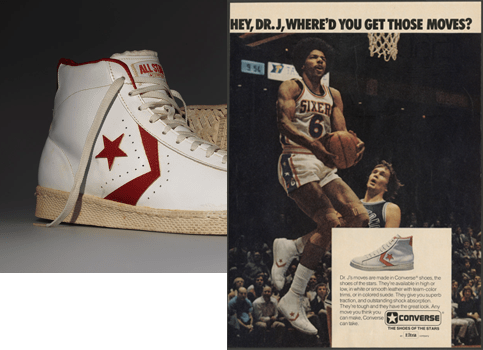 ALL STAR
HEY, DR. J, WHERE'D YOU GET THOSE MOVES?
SIXERS
6
Dr. J's moves are made in Converse® shoes, the
shoes of the stars. They're available in high or
low, in white or smooth leather with team-color
trims, or in colored suede. They give you superb
traction, and outstanding shock absorption.
They're tough and they have the great look. Any
move you think you
can make, Converse
can take.
CONVERSE
THE SHOES OF THE STARS